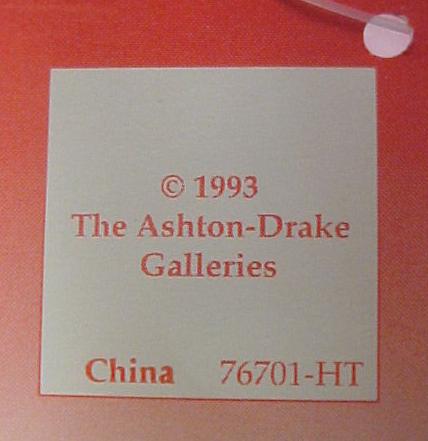 © 1993
The Ashton-Drake
Galleries
China 76701-HT